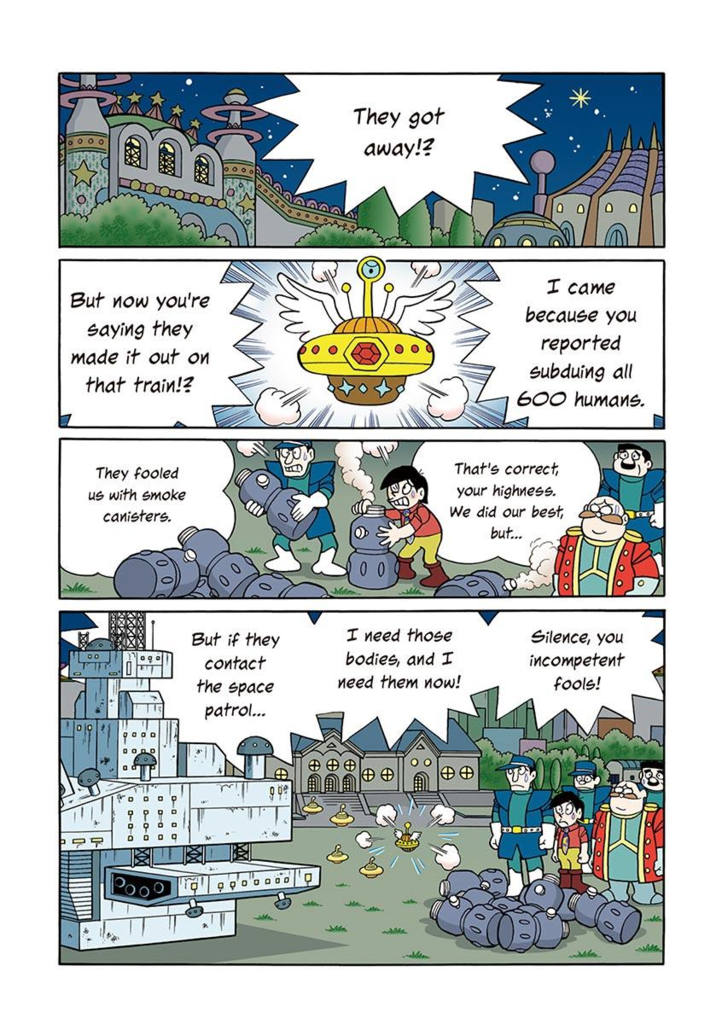 They got
away!?
I came
because you
reported
subduing all
600 humans.
But now you're
saying they
made it out on
that train!?
That's correct,
your highness.
We did our best,
but...
They fooled
us with smoke
canisters.
Silence, you
incompetent
fools!
I need those
bodies, and I
need them now!
But if they
contact
the space
patrol...